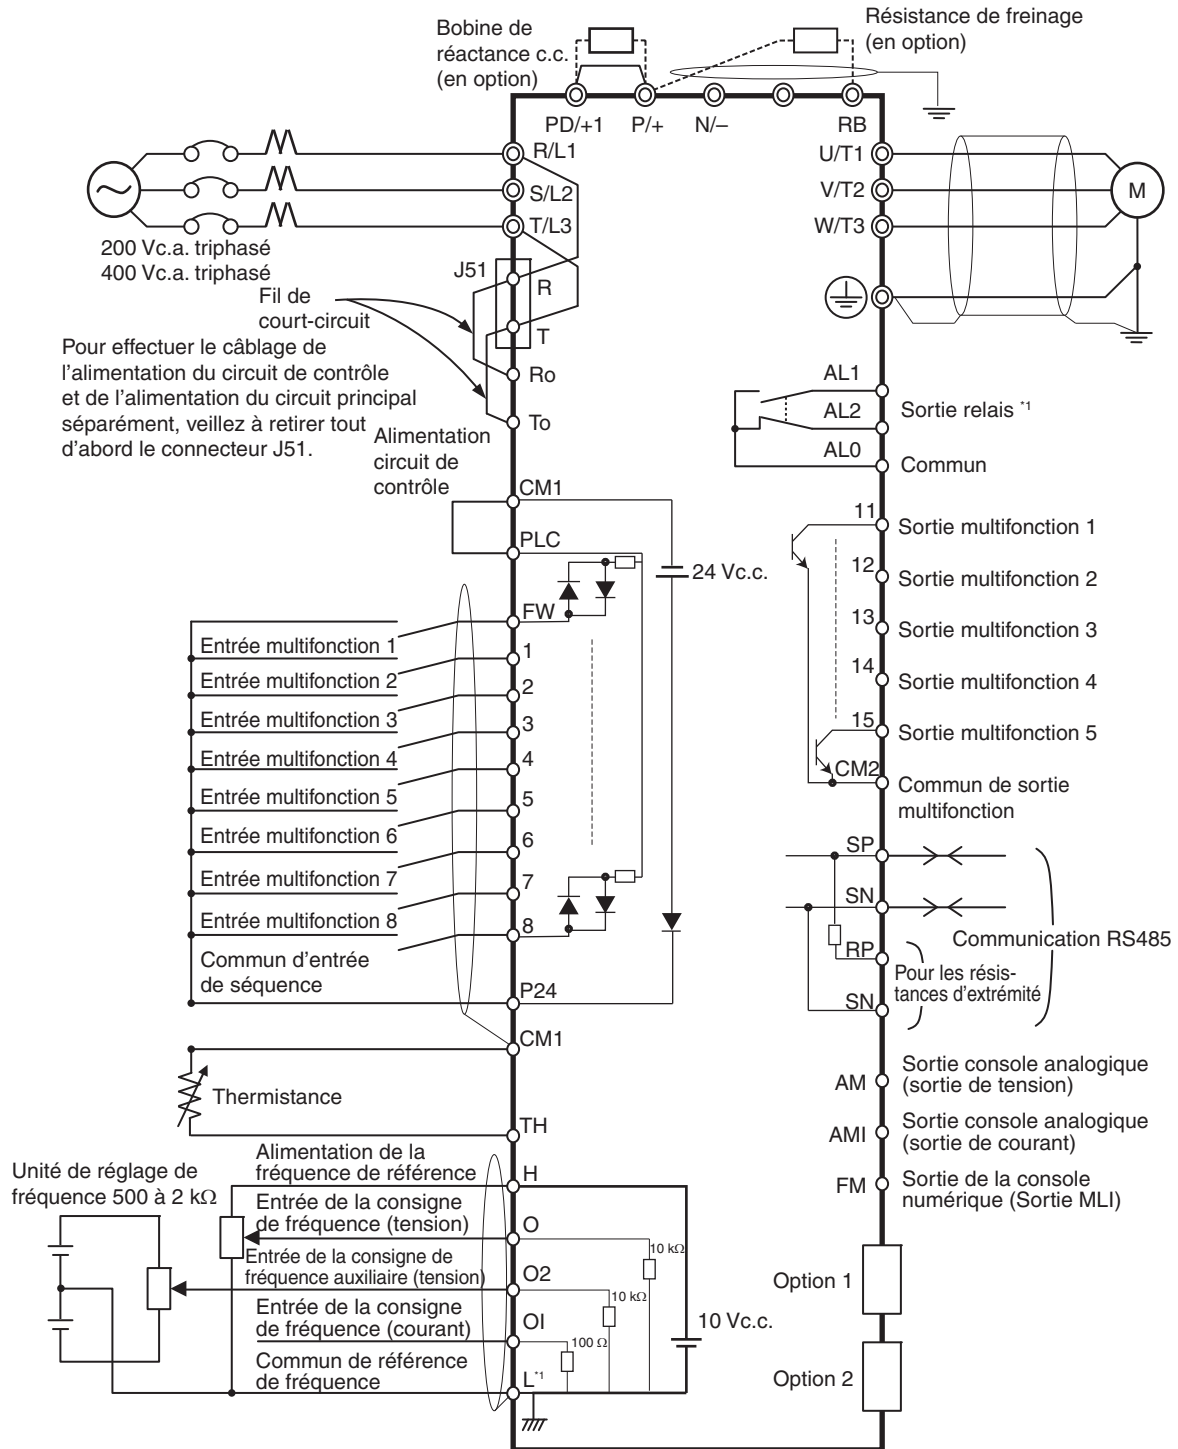 Bobine de
réactance c.c.
(en option)
Résistance de freinage
(en option)
PD/+1
P/+
N/–
RB
R/L1
S/L2
T/L3
U/T1
V/T2
W/T3
M
200 Vc.a. triphasé
400 Vc.a. triphasé
J51
R
T
Fil de
court-circuit
Ro
To
Pour effectuer le câblage de
l'alimentation du circuit de contrôle
et de l'alimentation du circuit principal
séparément, veillez à retirer tout
d'abord le connecteur J51.
Alimentation
circuit de
contrôle
AL1
AL2
Sortie relais *1
AL0
Commun
CM1
PLC
24 Vc.c.
FW
Entrée multifonction 1
1
Entrée multifonction 2
2
Entrée multifonction 3
3
Entrée multifonction 4
4
Entrée multifonction 5
5
Entrée multifonction 6
6
Entrée multifonction 7
7
Entrée multifonction 8
8
Commun d'entrée
de séquence
P24
CM1
11
Sortie multifonction 1
12
Sortie multifonction 2
13
Sortie multifonction 3
14
Sortie multifonction 4
15
Sortie multifonction 5
CM2
Commun de sortie
multifonction
SP
SN
Communication RS485
RP
Pour les résis-
tances d'extrémité
SN
Thermistance
TH
AM
Sortie console analogique
(sortie de tension)
AMI
Sortie console analogique
(sortie de courant)
FM
Sortie de la console
numérique (Sortie MLI)
Unité de réglage de
fréquence 500 à 2 kΩ
Alimentation de la
fréquence de référence
H
Entrée de la consigne
de fréquence (tension)
O
10 kΩ
Entrée de la consigne de
fréquence auxiliaire (tension)
O2
10 kΩ
Entrée de la consigne
de fréquence (courant)
OI
100 Ω
10 Vc.c.
Commun de référence
de fréquence
L*1
Option 1
Option 2